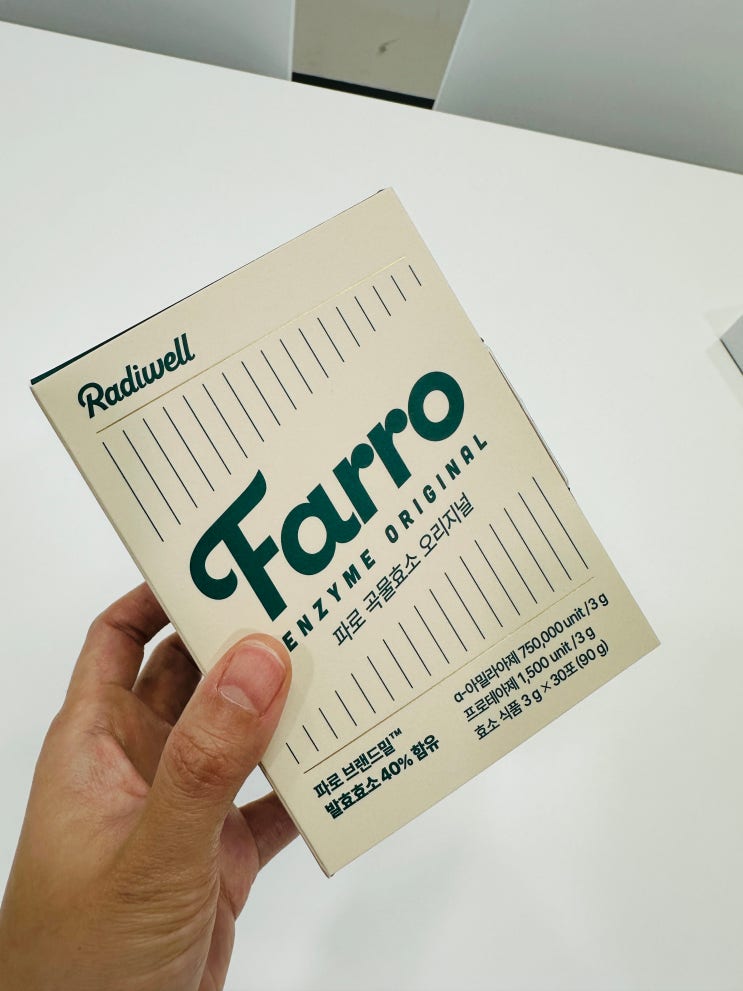 Radiwell
Farro
ENZYME ORIGINAL
파로 곡물효소 오리지널
파로 브랜드밀™
발효효소 40% 함유
α-아밀라아제 750,000 unit/3 g
프로테아제 1,500 unit/3 g
효소 식품 3 g × 30포 (90 g)